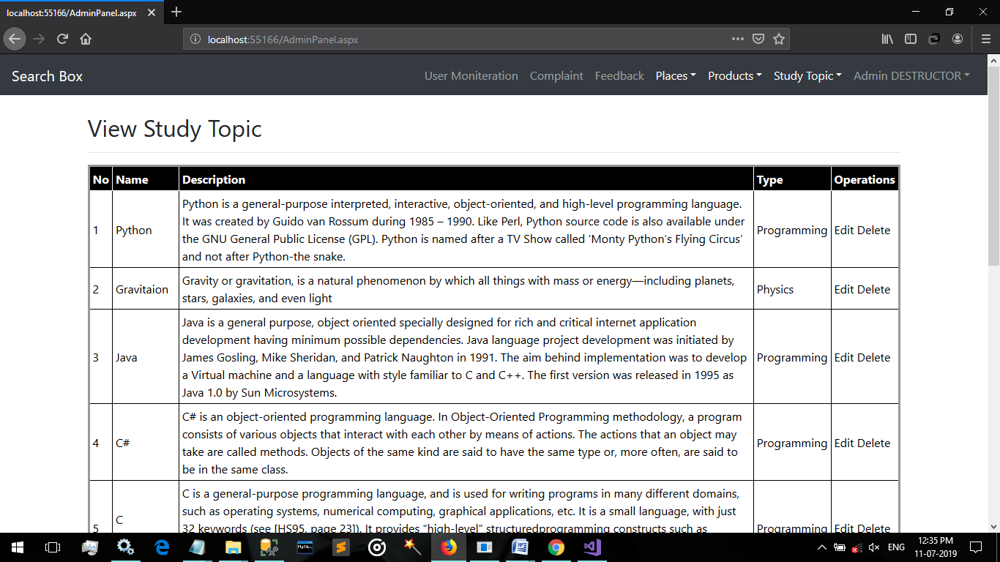 localhost:55166/AdminPanel.aspx
localhost:55166/AdminPanel.aspx
Search Box
User Moniteration Complaint Feedback Places Products Study Topic Admin DESTRUCTOR
View Study Topic
No Name Description Type Operations
Python is a general-purpose interpreted, interactive, object-oriented, and high-level programming language.
It was created by Guido van Rossum during 1985 – 1990. Like Perl, Python source code is also available under
1 Python Programming Edit Delete
the GNU General Public License (GPL). Python is named after a TV Show called ‘Monty Python’s Flying Circus’
and not after Python-the snake.
Gravity or gravitation, is a natural phenomenon by which all things with mass or energy—including planets,
2 Gravitaion Physics Edit Delete
stars, galaxies, and even light
Java is a general purpose, object oriented specially designed for rich and critical internet application
development having minimum possible dependencies. Java language project development was initiated by
3 Java James Gosling, Mike Sheridan, and Patrick Naughton in 1991. The aim behind implementation was to develop Programming Edit Delete
a Virtual machine and a language with style familiar to C and C++. The first version was released in 1995 as
Java 1.0 by Sun Microsystems.
C# is an object-oriented programming language. In Object-Oriented Programming methodology, a program
consists of various objects that interact with each other by means of actions. The actions that an object may
4 C# Programming Edit Delete
take are called methods. Objects of the same kind are said to have the same type or, more often, are said to
be in the same class.
C is a general-purpose programming language, and is used for writing programs in many different domains,
such as operating systems, numerical computing, graphical applications, etc. It is a small language, with just
C
5 32 keywords (see [HS95, page 23]). It provides “high-level” structuredprogramming constructs such as Programming Edit Delete
MySQL
ENG
12:35 PM
11-07-2019